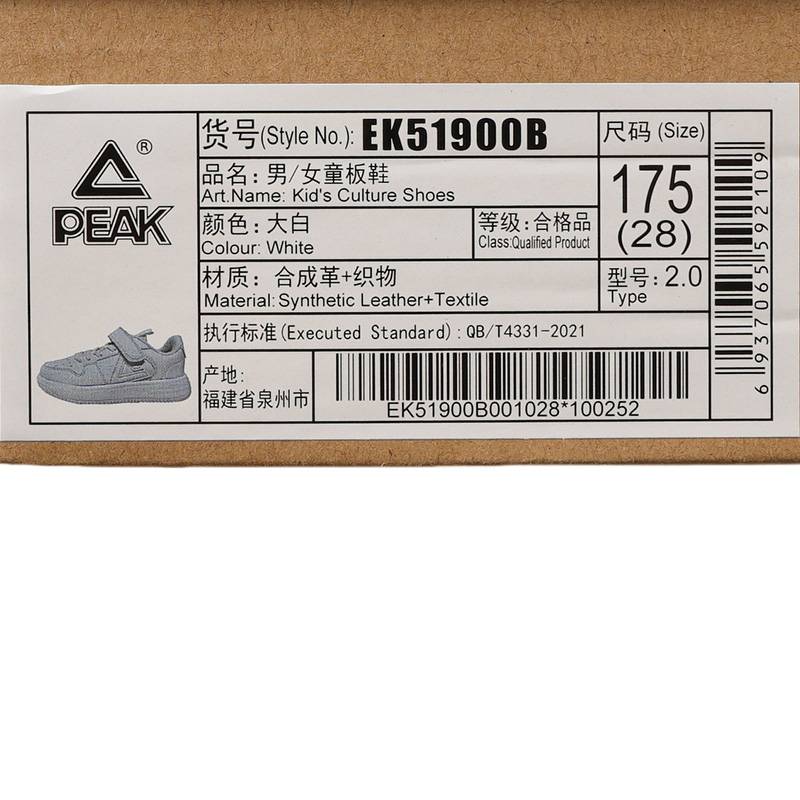 PEAK®
货号(Style No.): EK51900B
尺码 (Size)
175
(28)
品名: 男/女童板鞋
Art.Name: Kid's Culture Shoes
颜色: 大白
Colour: White
等级: 合格品
Class:Qualified Product
材质: 合成革+织物
Material: Synthetic Leather+Textile
型号: 2.0
Type
执行标准(Executed Standard): QB/T4331-2021
产地:
福建省泉州市
EK51900B001028*100252
6 937065 592109